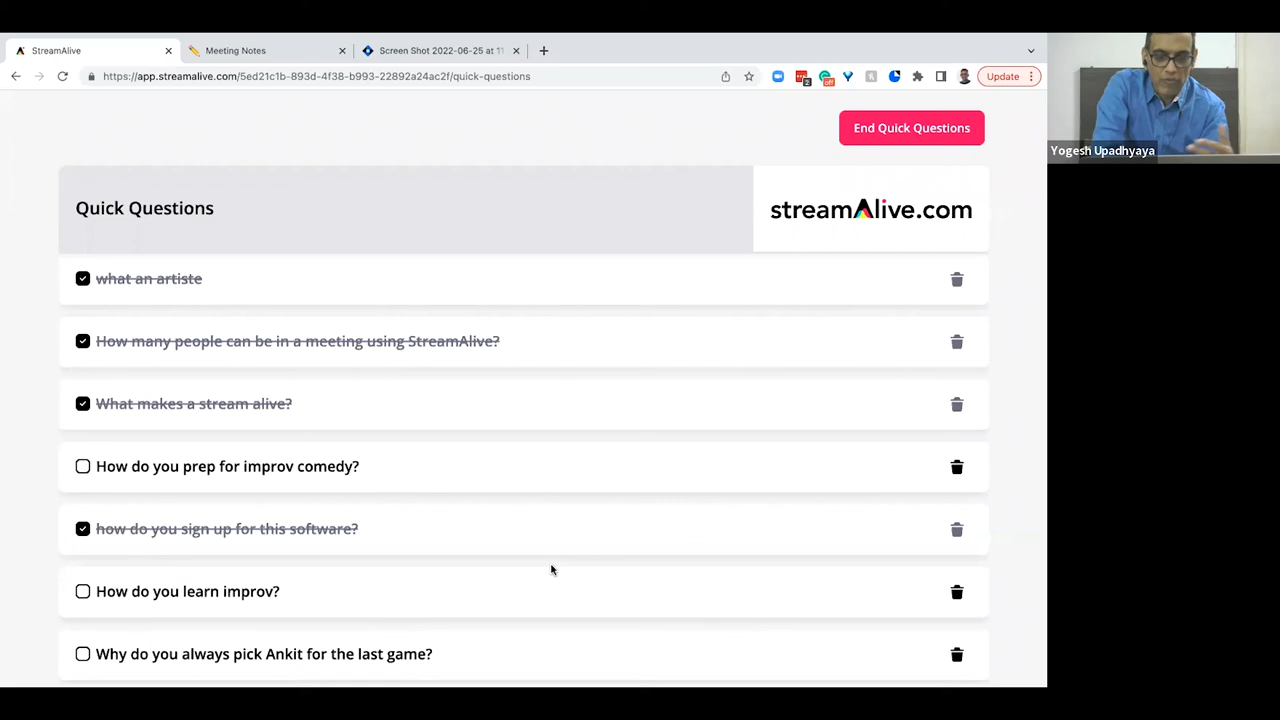 StreamAlive
Meeting Notes
Screen Shot 2022-06-25 at 11
https://app.streamalive.com/5ed21c1b-893d-4f38-b993-22892a24ac2f/quick-questions
2
off
Update
Yogesh Upadhyaya
End Quick Questions
Quick Questions
streamAlive.com
what an artiste
How many people can be in a meeting using StreamAlive?
What makes a stream alive?
How do you prep for improv comedy?
how do you sign up for this software?
How do you learn improv?
Why do you always pick Ankit for the last game?